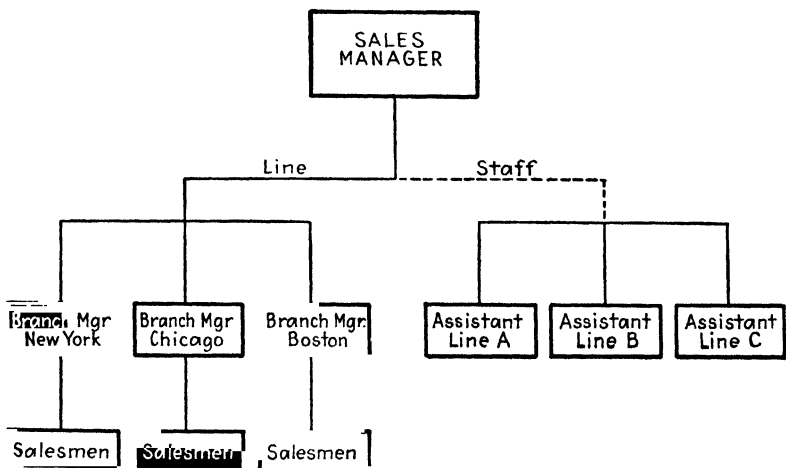 SALES
MANAGER
Line
Staff
Branch Mgr
New York
Branch Mgr
Chicago
Branch Mgr.
Boston
Assistant
Line A
Assistant
Line B
Assistant
Line C
Salesmen
Salesmen
Salesmen